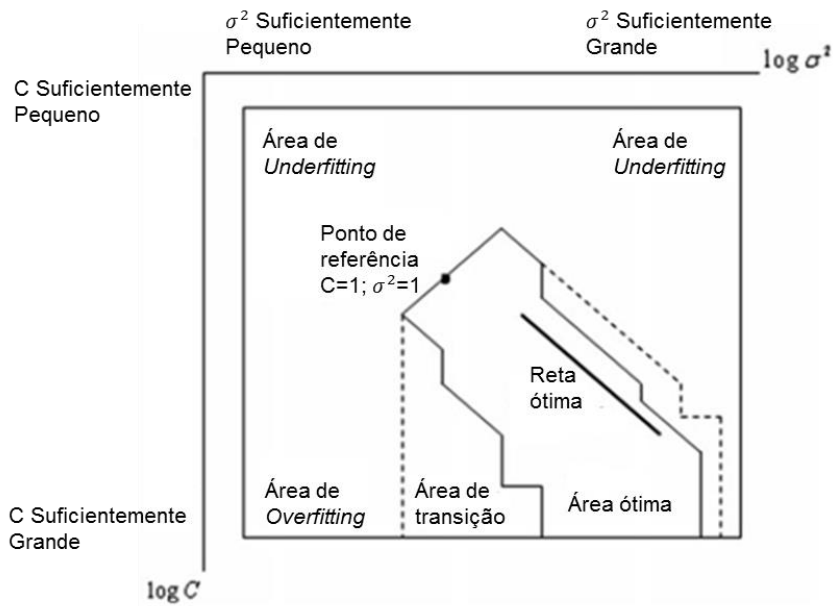 σ² Suficientemente
Pequeno
σ² Suficientemente
Grande
log σ²
C Suficientemente
Pequeno
Área de
Underfitting
Área de
Underfitting
Ponto de
referência
C=1; σ²=1
Reta
ótima
Área de
Overfitting
Área de
transição
Área ótima
C Suficientemente
Grande
log C